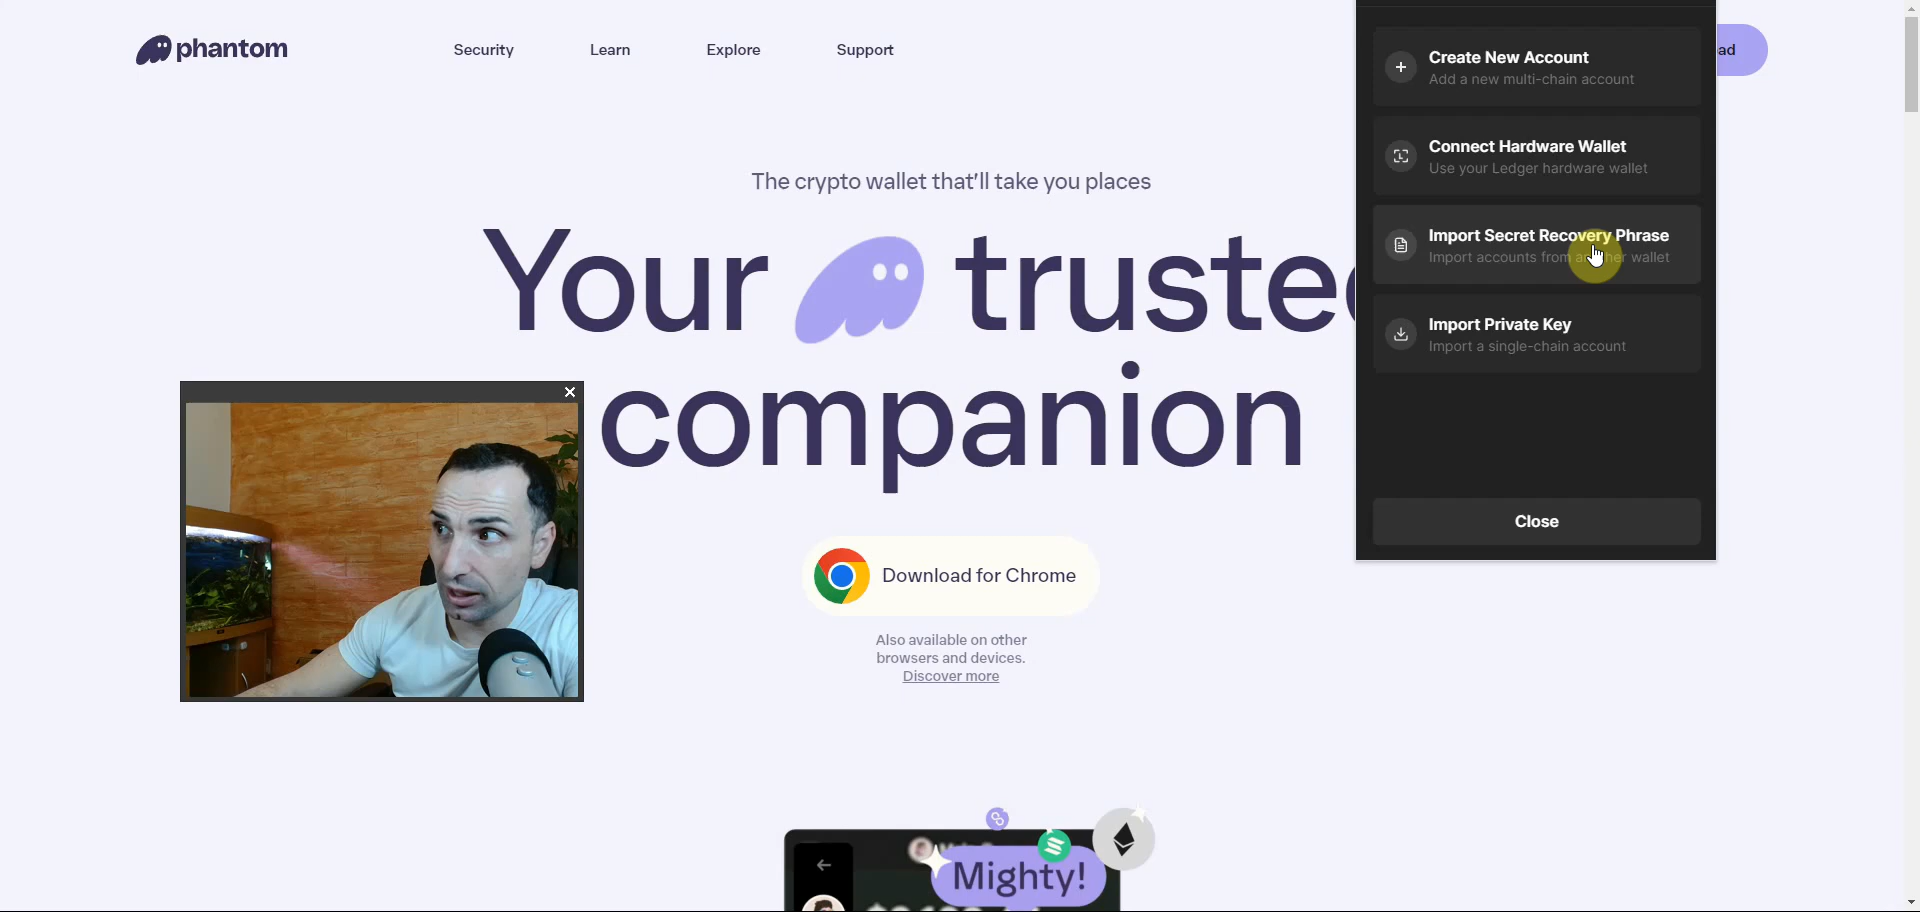 phantom
Security
Learn
Explore
Support
ad
The crypto wallet that'll take you places
Your truste
companion
Download for Chrome
Also available on other
browsers and devices.
Discover more
Mighty!
Create New Account
Add a new multi-chain account
Connect Hardware Wallet
Use your Ledger hardware wallet
Import Secret Recovery Phrase
Import accounts from another wallet
Import Private Key
Import a single-chain account
Close